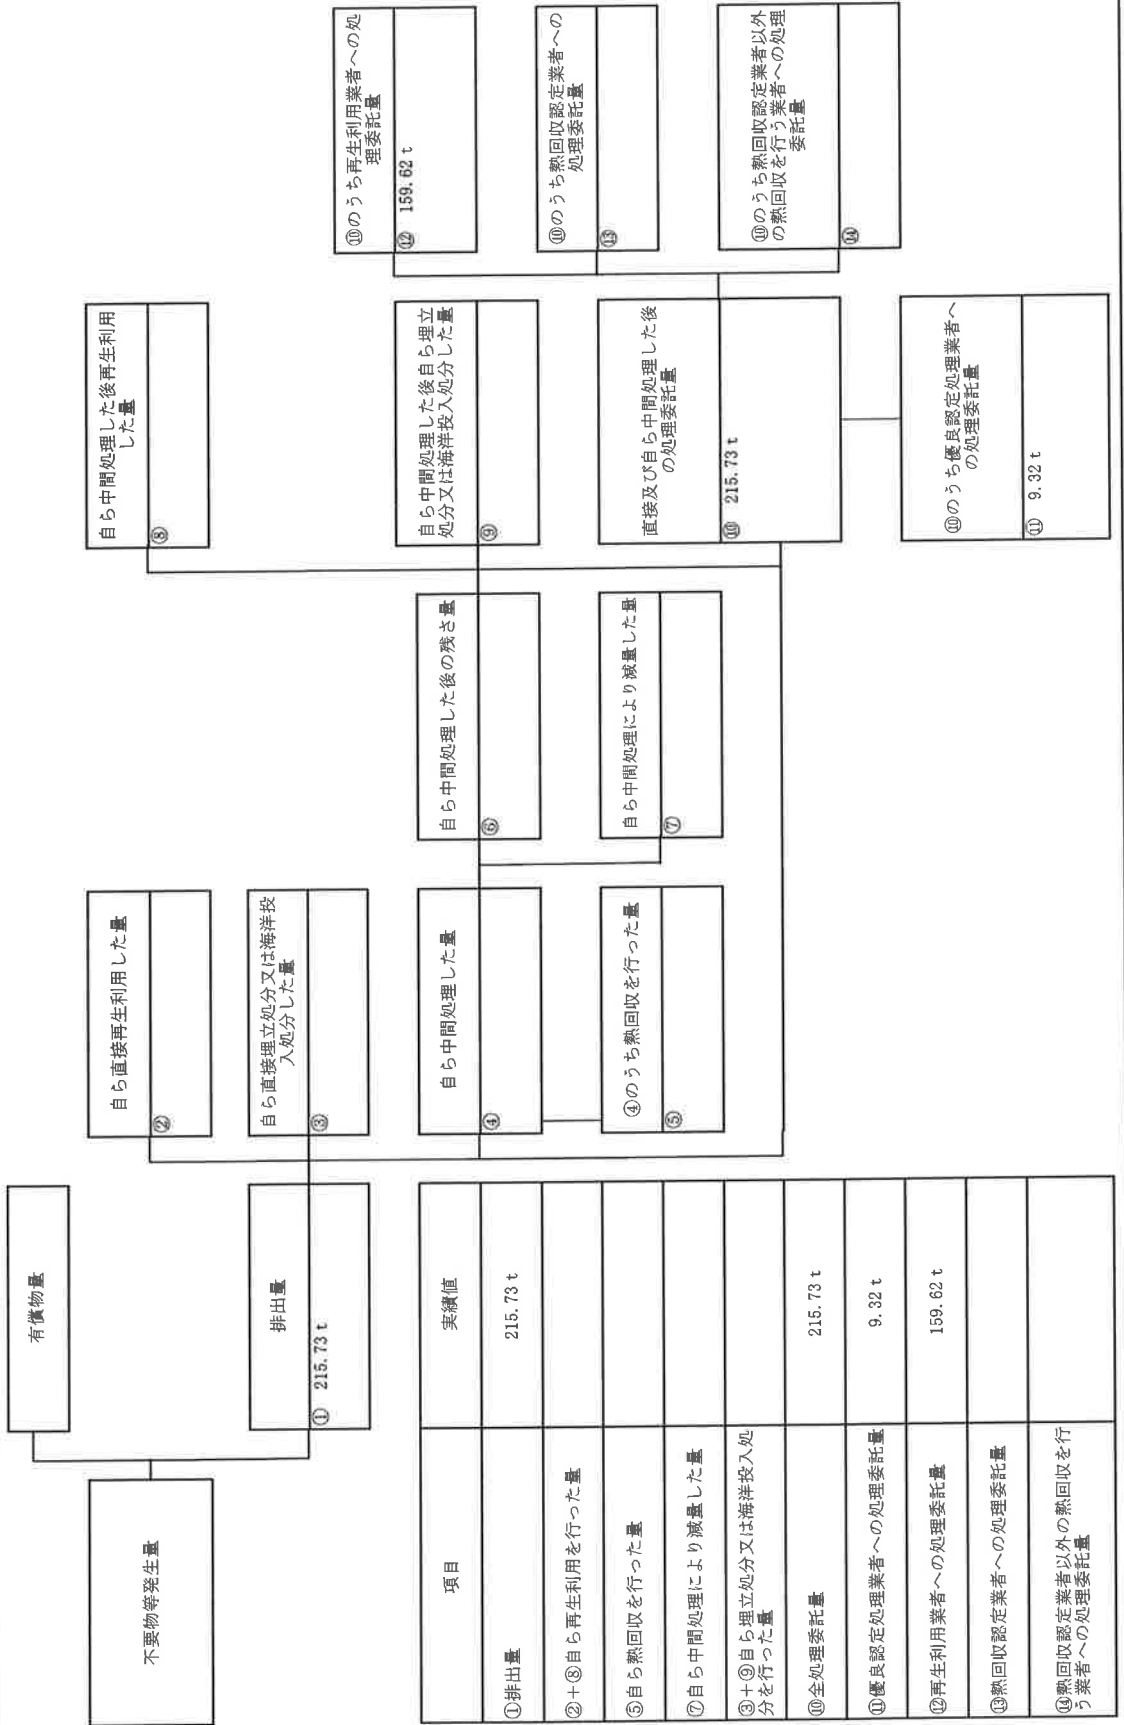 不要物等発生量
有償物量
排出量
① 215.73 t
自ら直接再生利用した量
②
自ら直接埋立処分又は海洋投
入処分した量
③
自ら中間処理した量
④
④のうち熱回収を行った量
⑤
自ら中間処理した後の残さ量
⑥
自ら中間処理により減量した量
⑦
自ら中間処理した後再生利用
した量
⑧
自ら中間処理した後自ら埋立
処分又は海洋投入処分した量
⑨
直接及び自ら中間処理した後
の処理委託量
⑩ 215.73 t
⑩のうち優良認定処理業者へ
の処理委託量
⑪ 9.32 t
⑩のうち再生利用業者への処
理委託量
⑫ 159.62 t
⑩のうち熱回収認定業者への
処理委託量
⑬
⑩のうち熱回収認定業者以外
の熱回収を行う業者への処理
委託量
⑭
項目 実績値
①排出量 215.73 t
②+⑧自ら再生利用を行った量
⑤自ら熱回収を行った量
⑦自ら中間処理により減量した量
③+⑨自ら埋立処分又は海洋投入処
分を行った量
⑩全処理委託量 215.73 t
⑪優良認定処理業者への処理委託量 9.32 t
⑫再生利用業者への処理委託量 159.62 t
⑬熱回収認定業者への処理委託量
⑭熱回収認定業者以外の熱回収を行
う業者への処理委託量